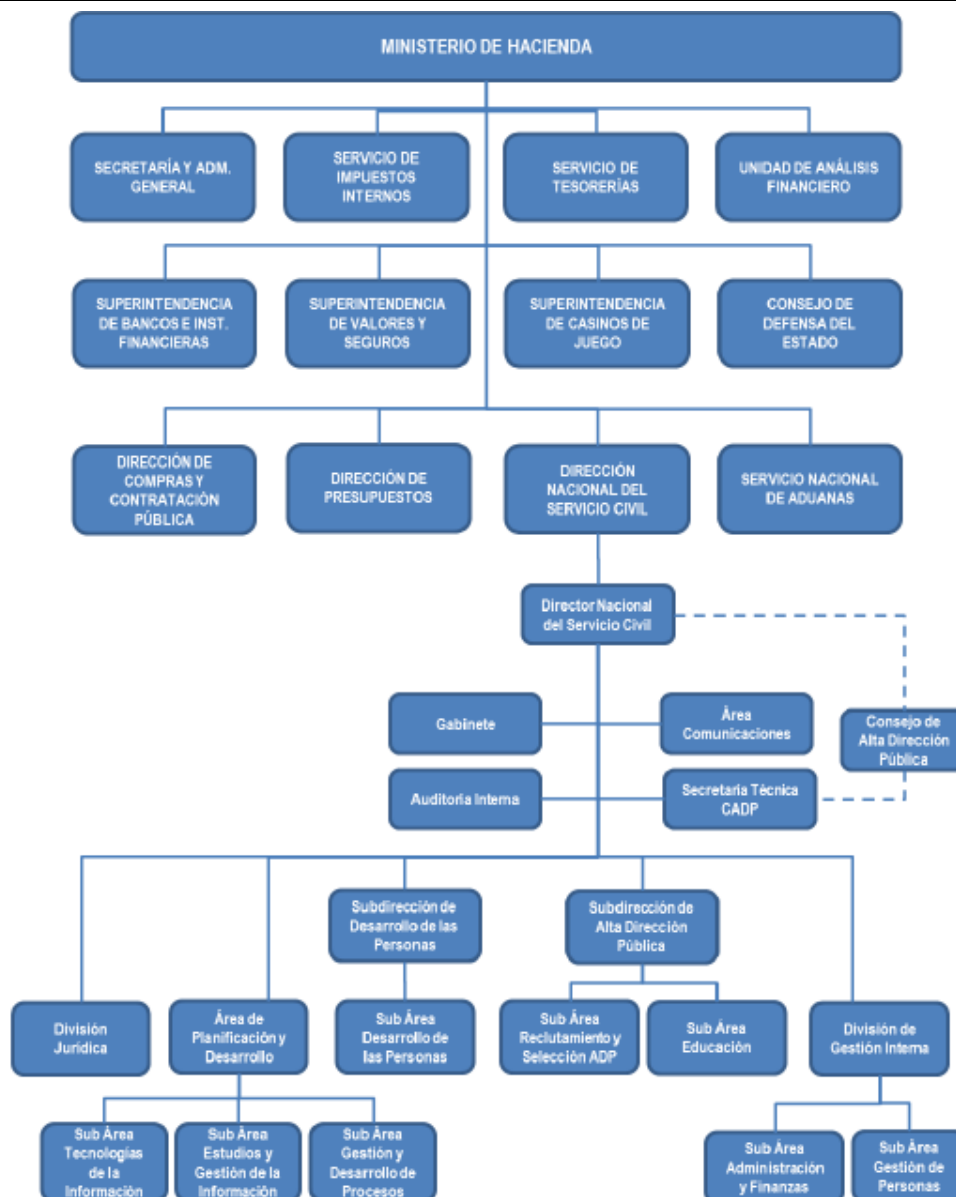 MINISTERIO DE HACIENDA
SECRETARÍA Y ADM.
GENERAL
SERVICIO DE
IMPUESTOS
INTERNOS
SERVICIO DE
TESORERÍAS
UNIDAD DE ANÁLISIS
FINANCIERO
SUPERINTENDENCIA
DE BANCOS E INST.
FINANCIERAS
SUPERINTENDENCIA
DE VALORES Y
SEGUROS
SUPERINTENDENCIA
DE CASINOS DE
JUEGO
CONSEJO DE
DEFENSA DEL
ESTADO
DIRECCIÓN DE
COMPRAS Y
CONTRATACIÓN
PÚBLICA
DIRECCIÓN DE
PRESUPUESTOS
DIRECCIÓN
NACIONAL DEL
SERVICIO CIVIL
SERVICIO NACIONAL
DE ADUANAS
Director Nacional
del Servicio Civil
Gabinete
Área
Comunicaciones
Consejo de
Alta Dirección
Pública
Auditoría Interna
Secretaría Técnica
CADP
Subdirección de
Desarrollo de las
Personas
Subdirección de
Alta Dirección
Pública
División
Jurídica
Área de
Planificación y
Desarrollo
Sub Área
Desarrollo de
las Personas
Sub Área
Reclutamiento y
Selección ADP
Sub Área
Educación
División de
Gestión Interna
Sub Área
Tecnologías
de la
Información
Sub Área
Estudios y
Gestión de la
Información
Sub Área
Gestión y
Desarrollo de
Procesos
Sub Área
Administración
y Finanzas
Sub Área
Gestión de
Personas